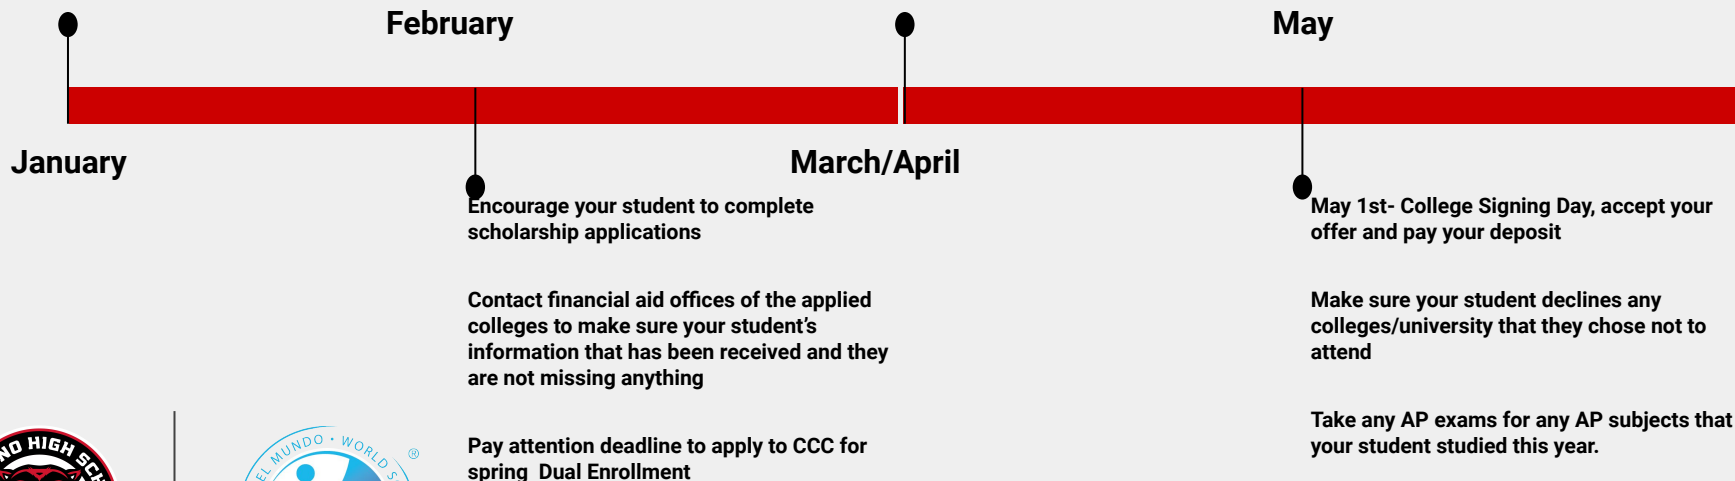 February
May
January
March/April
Encourage your student to complete
scholarship applications
Contact financial aid offices of the applied
colleges to make sure your student’s
information that has been received and they
are not missing anything
Pay attention deadline to apply to CCC for
spring  Dual Enrollment
May 1st- College Signing Day, accept your
offer and pay your deposit
Make sure your student declines any
colleges/university that they chose not to
attend
Take any AP exams for any AP subjects that
your student studied this year.
HIGH
EL MUNDO • WORLD
®